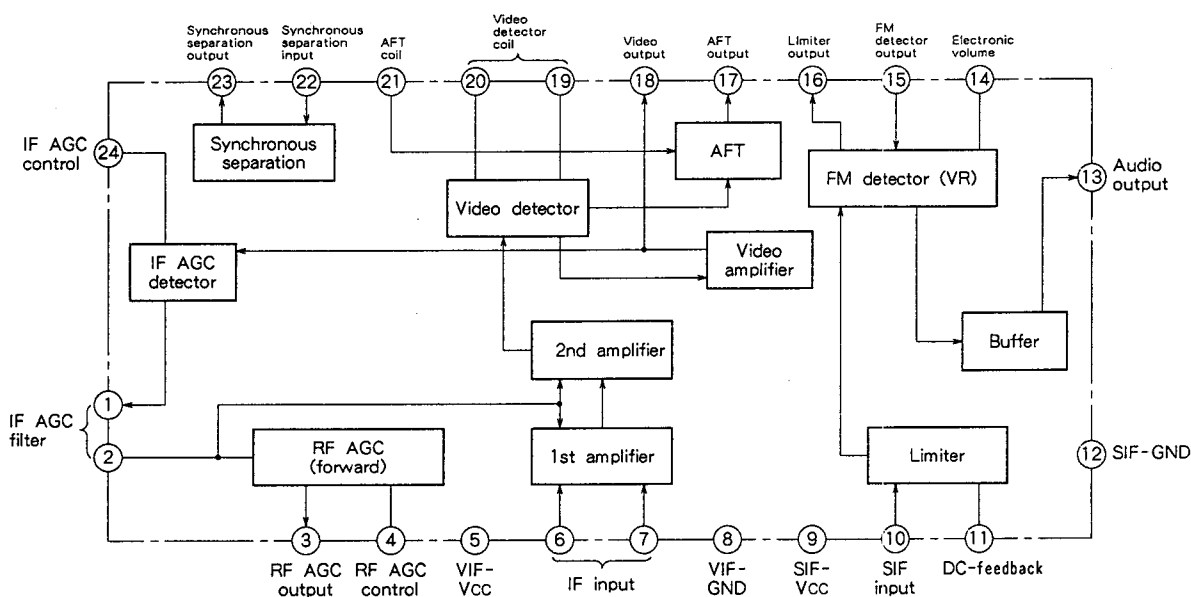 Synchronous
separation
output
Synchronous
separation
input
AFT
coil
Video
detector
coil
Video
output
AFT
output
LImiter
output
FM
detector
output
Electronic
volume
23
22
21
20
19
18
17
16
15
14
IF AGC
control
24
Synchronous
separation
AFT
FM detector (VR)
13
Audio
output
Video detector
IF AGC
detector
Video
amplifier
2nd amplifier
Buffer
IF AGC
filter
1
2
RF AGC
(forward)
1st amplifier
Limiter
12
SIF-GND
3
4
5
6
7
8
9
10
11
RF AGC
output
RF AGC
control
VIF-
VCC
IF input
VIF-
GND
SIF-
VCC
SIF
input
DC-feedback